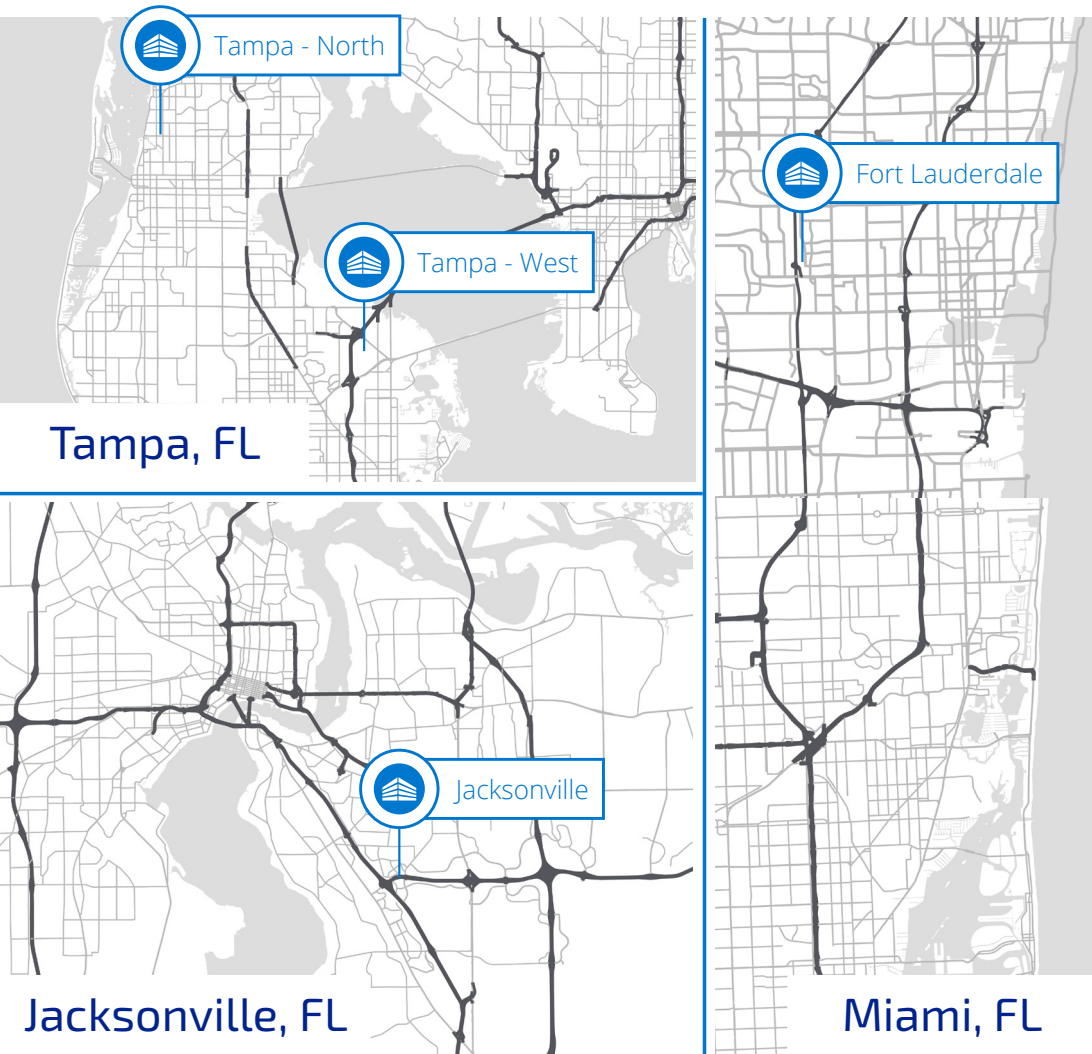 Tampa - North
Tampa - West
Tampa, FL
Jacksonville
Jacksonville, FL
Fort Lauderdale
Miami, FL